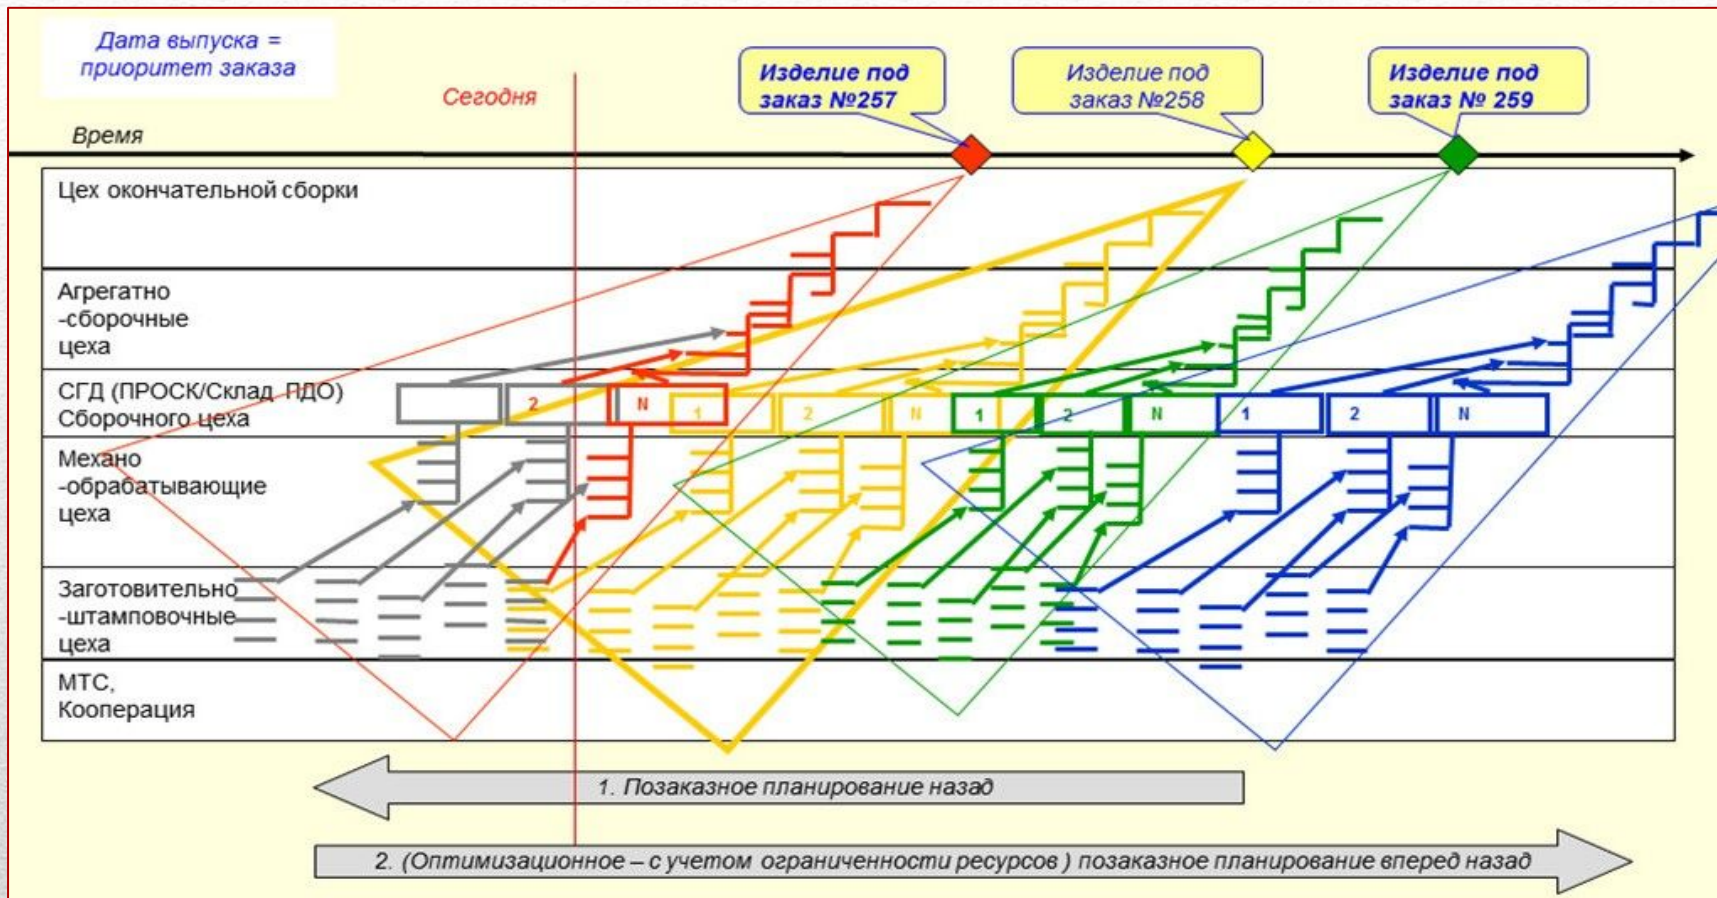 Дата выпуска =
приоритет заказа
Сегодня
Изделие под
заказ №257
Изделие под
заказ №258
Изделие под
заказ № 259
Время
Цех окончательной сборки
Агрегатно
-сборочные
цеха
СГД (ПРОСК/Склад ПДО)
Сборочного цеха
2
N
1
2
N
1
2
N
1
2
N
Механо
-обрабатывающие
цеха
Заготовительно
-штамповочные
цеха
МТС,
Кооперация
1. Позаказное планирование назад
2. (Оптимизационное – с учетом ограниченности ресурсов ) позаказное планирование вперед назад